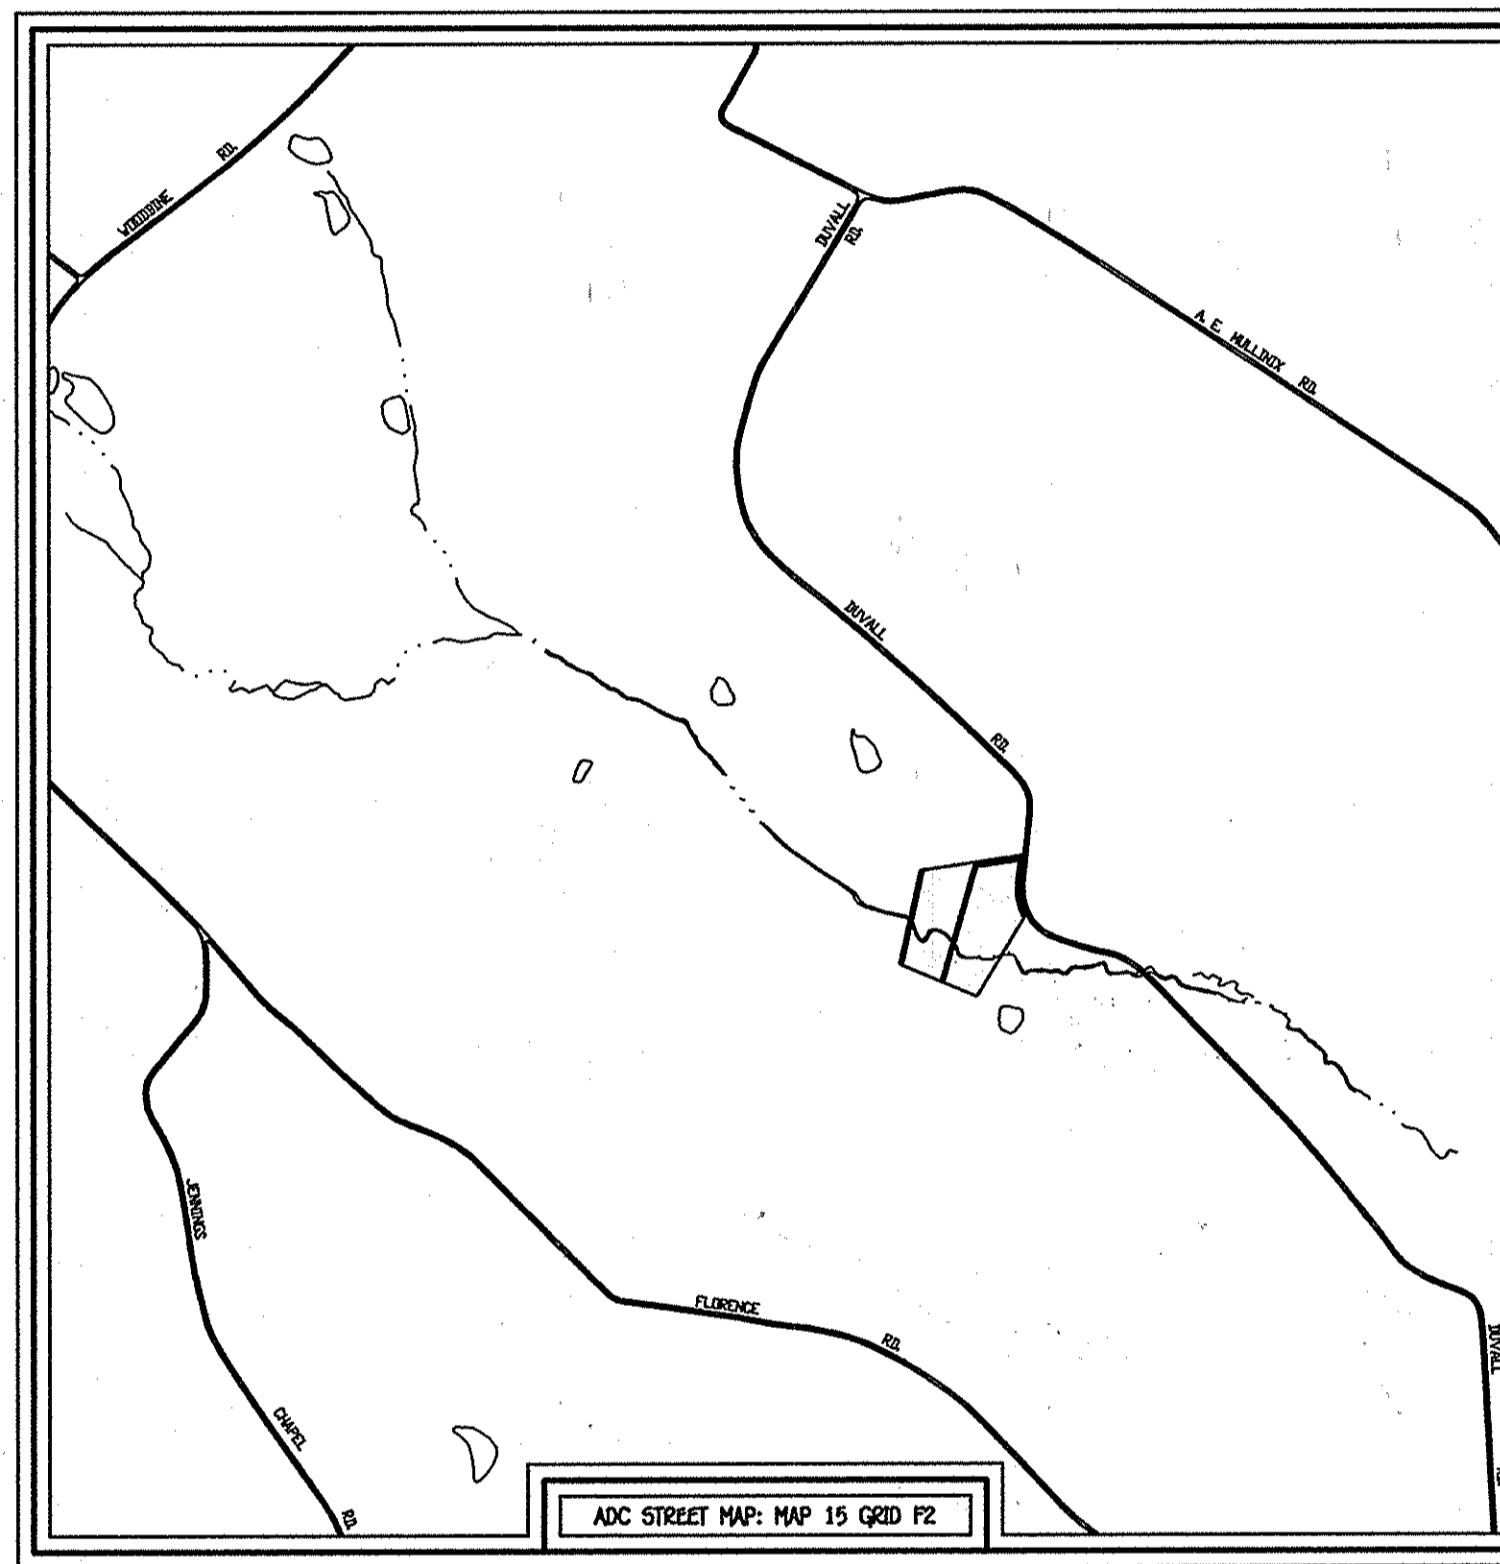 WOODBINE RD.
DUVALL RD.
A. E. MULLINIX RD.
DUVALL RD.
JENNINGS CHAPEL RD.
FLORENCE RD.
DUVALL
ADC STREET MAP: MAP 15 GRID F2